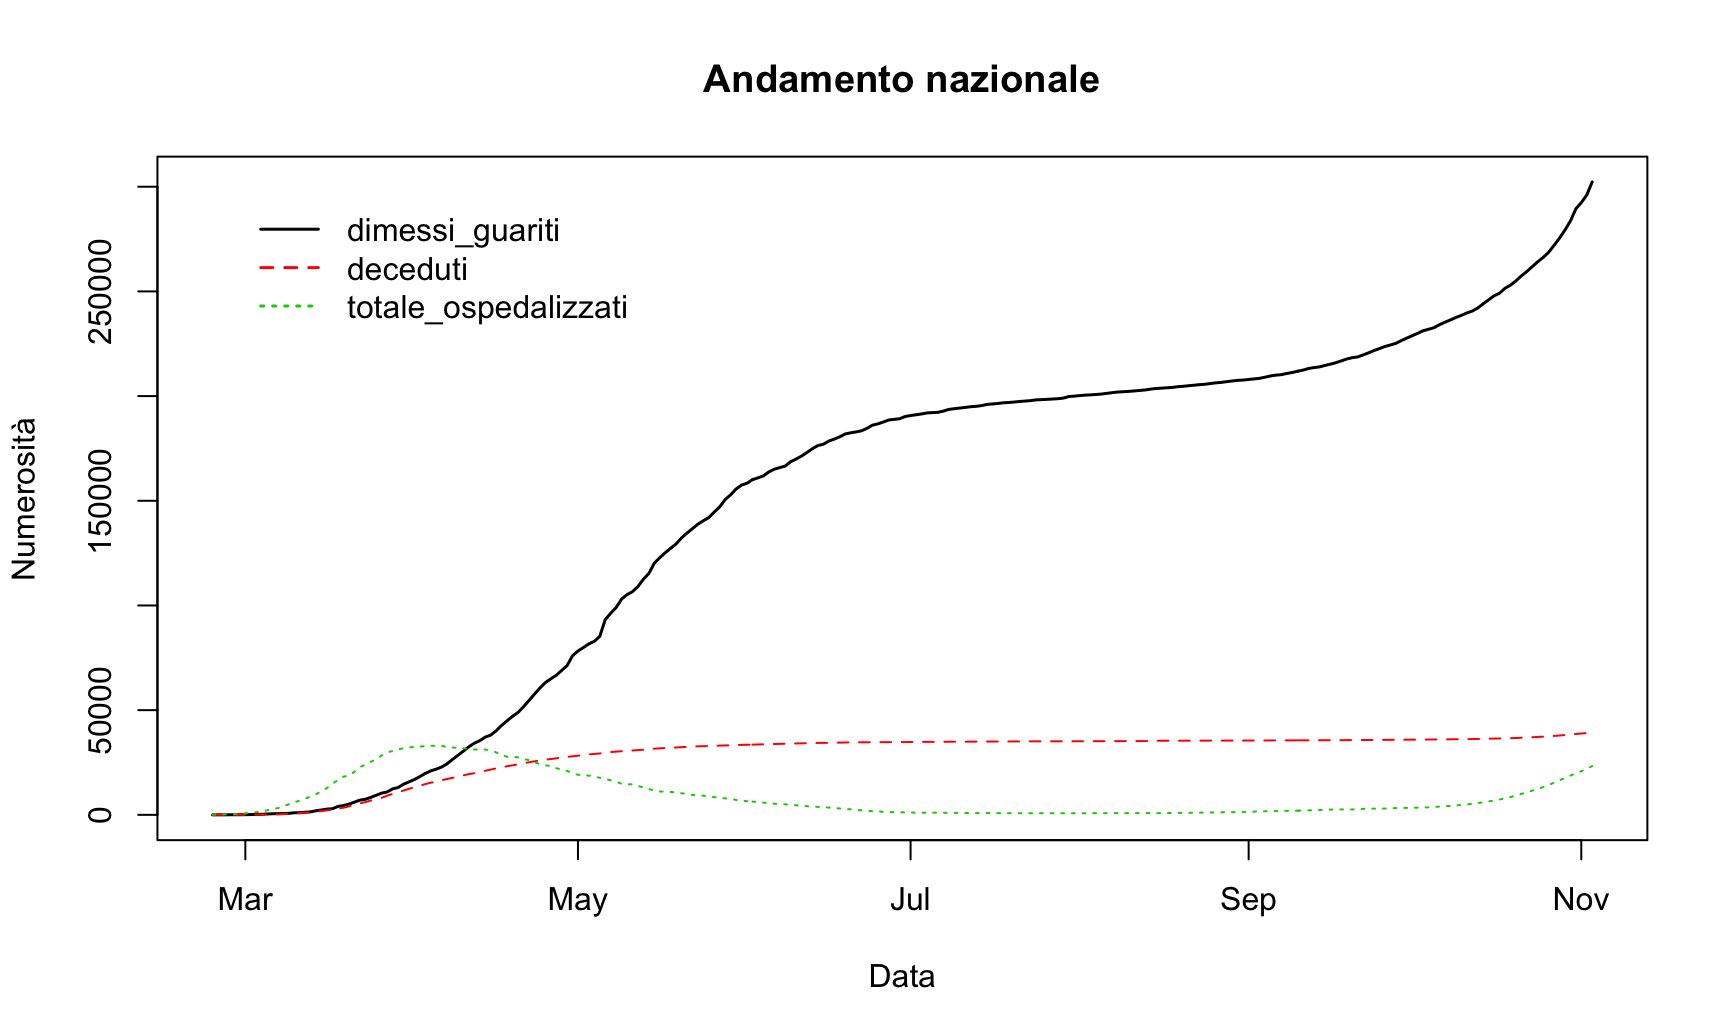 Andamento nazionale
dimessi_guariti
deceduti
totale_ospedalizzati
Numerosità
250000
150000
50000
0
Mar May Jul Sep Nov
Data